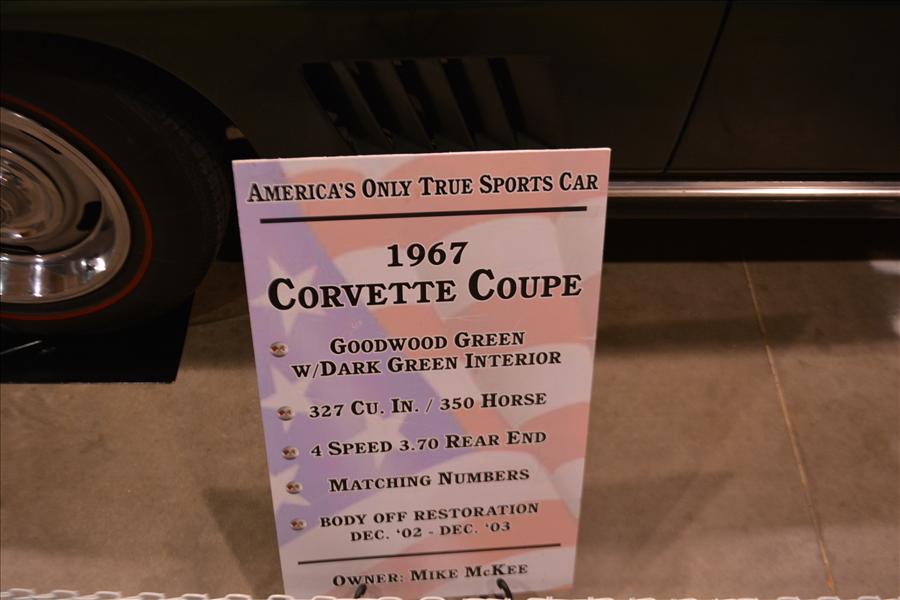 AMERICA'S ONLY TRUE SPORTS CAR
1967
CORVETTE COUPE
GOODWOOD GREEN
W/DARK GREEN INTERIOR
327 CU. IN. / 350 HORSE
4 SPEED 3.70 REAR END
MATCHING NUMBERS
BODY OFF RESTORATION
DEC. '02 - DEC. '03
OWNER: MIKE MCKEE